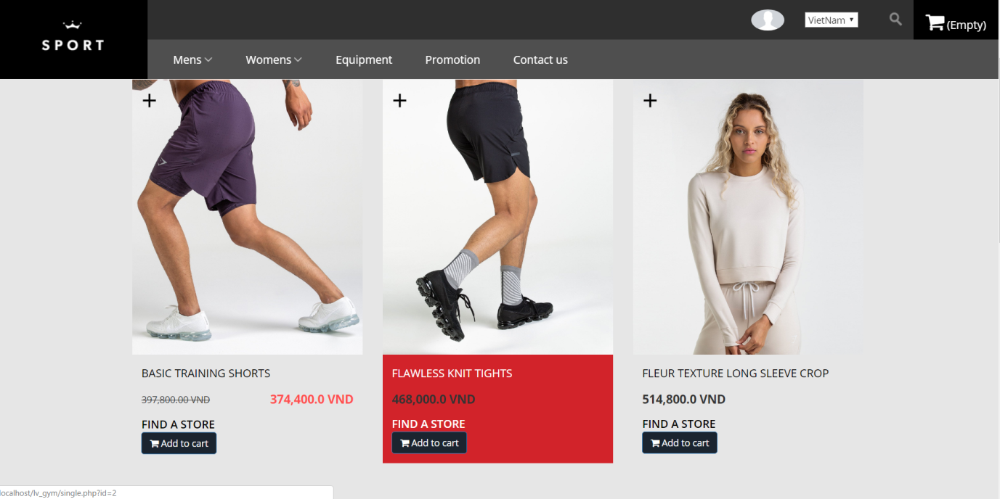 SPORT
VietNam
(Empty)
Mens
Womens
Equipment
Promotion
Contact us
BASIC TRAINING SHORTS
397,800.00 VND 374,400.0 VND
FIND A STORE
Add to cart
FLAWLESS KNIT TIGHTS
468,000.0 VND
FIND A STORE
Add to cart
FLEUR TEXTURE LONG SLEEVE CROP
514,800.0 VND
FIND A STORE
Add to cart
localhost/lv_gym/single.php?id=2